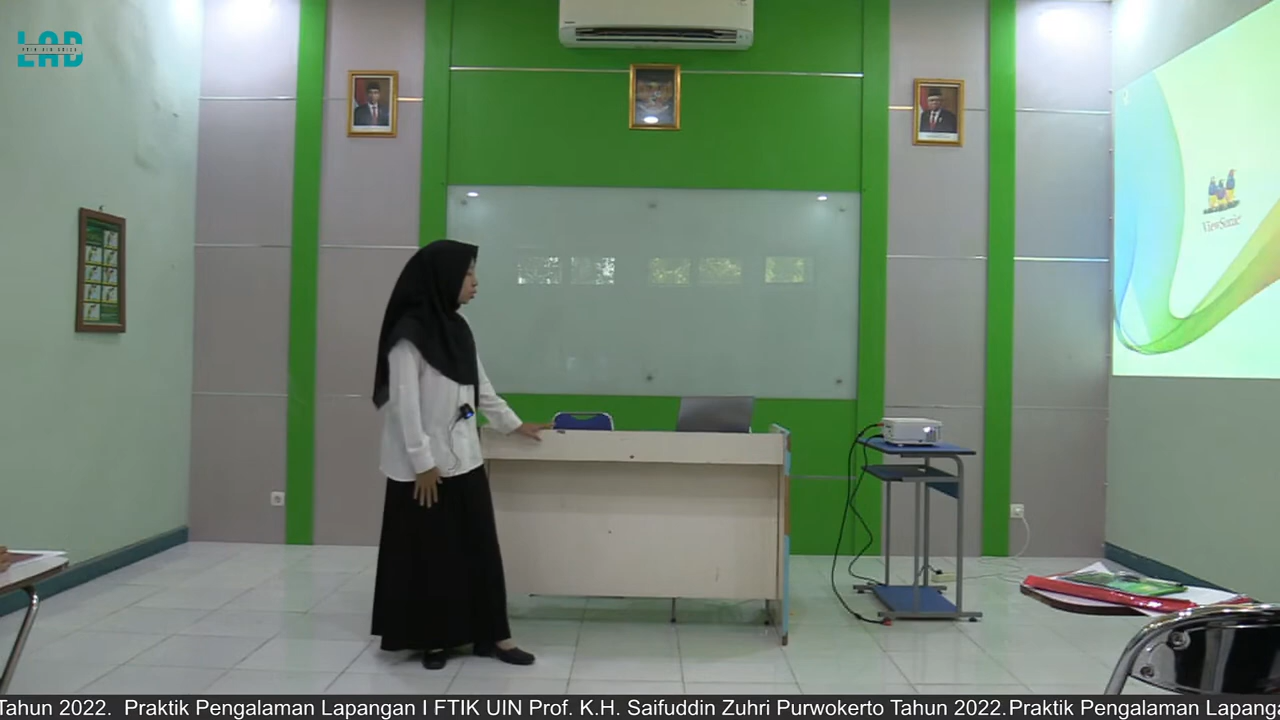 LAB
ViewSonic
Tahun 2022.  Praktik Pengalaman Lapangan I FTIK UIN Prof. K.H. Saifuddin Zuhri Purwokerto Tahun 2022.Praktik Pengalaman Lapanga